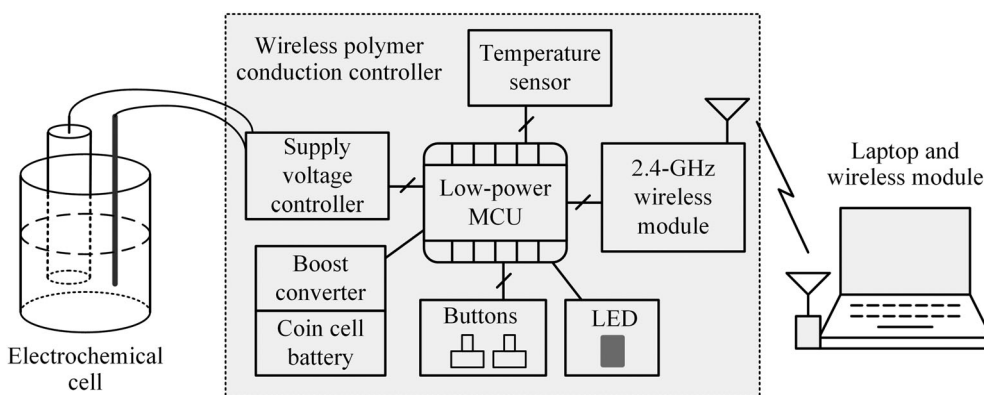 Wireless polymer
conduction controller
Temperature
sensor
Supply
voltage
controller
Low-power
MCU
2.4-GHz
wireless
module
Laptop and
wireless module
Boost
converter
Coin cell
battery
Buttons
LED
Electrochemical
cell